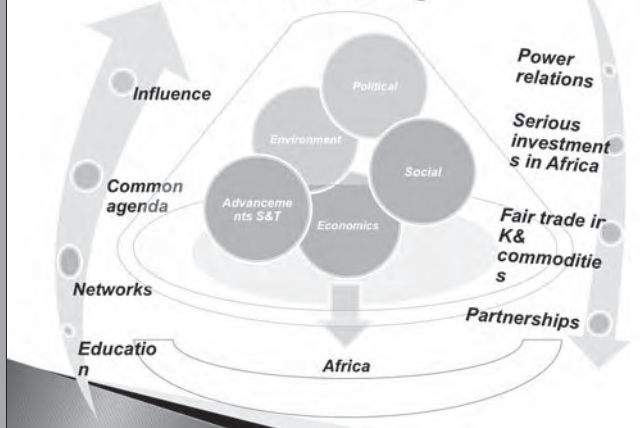 Influence
Common
agenda
Networks
Educatio
n
Political
Environment
Social
Advanceme
nts S&T
Economics
Africa
Power
relations
Serious
investment
s in Africa
Fair trade in
K&
commoditie
s
Partnerships